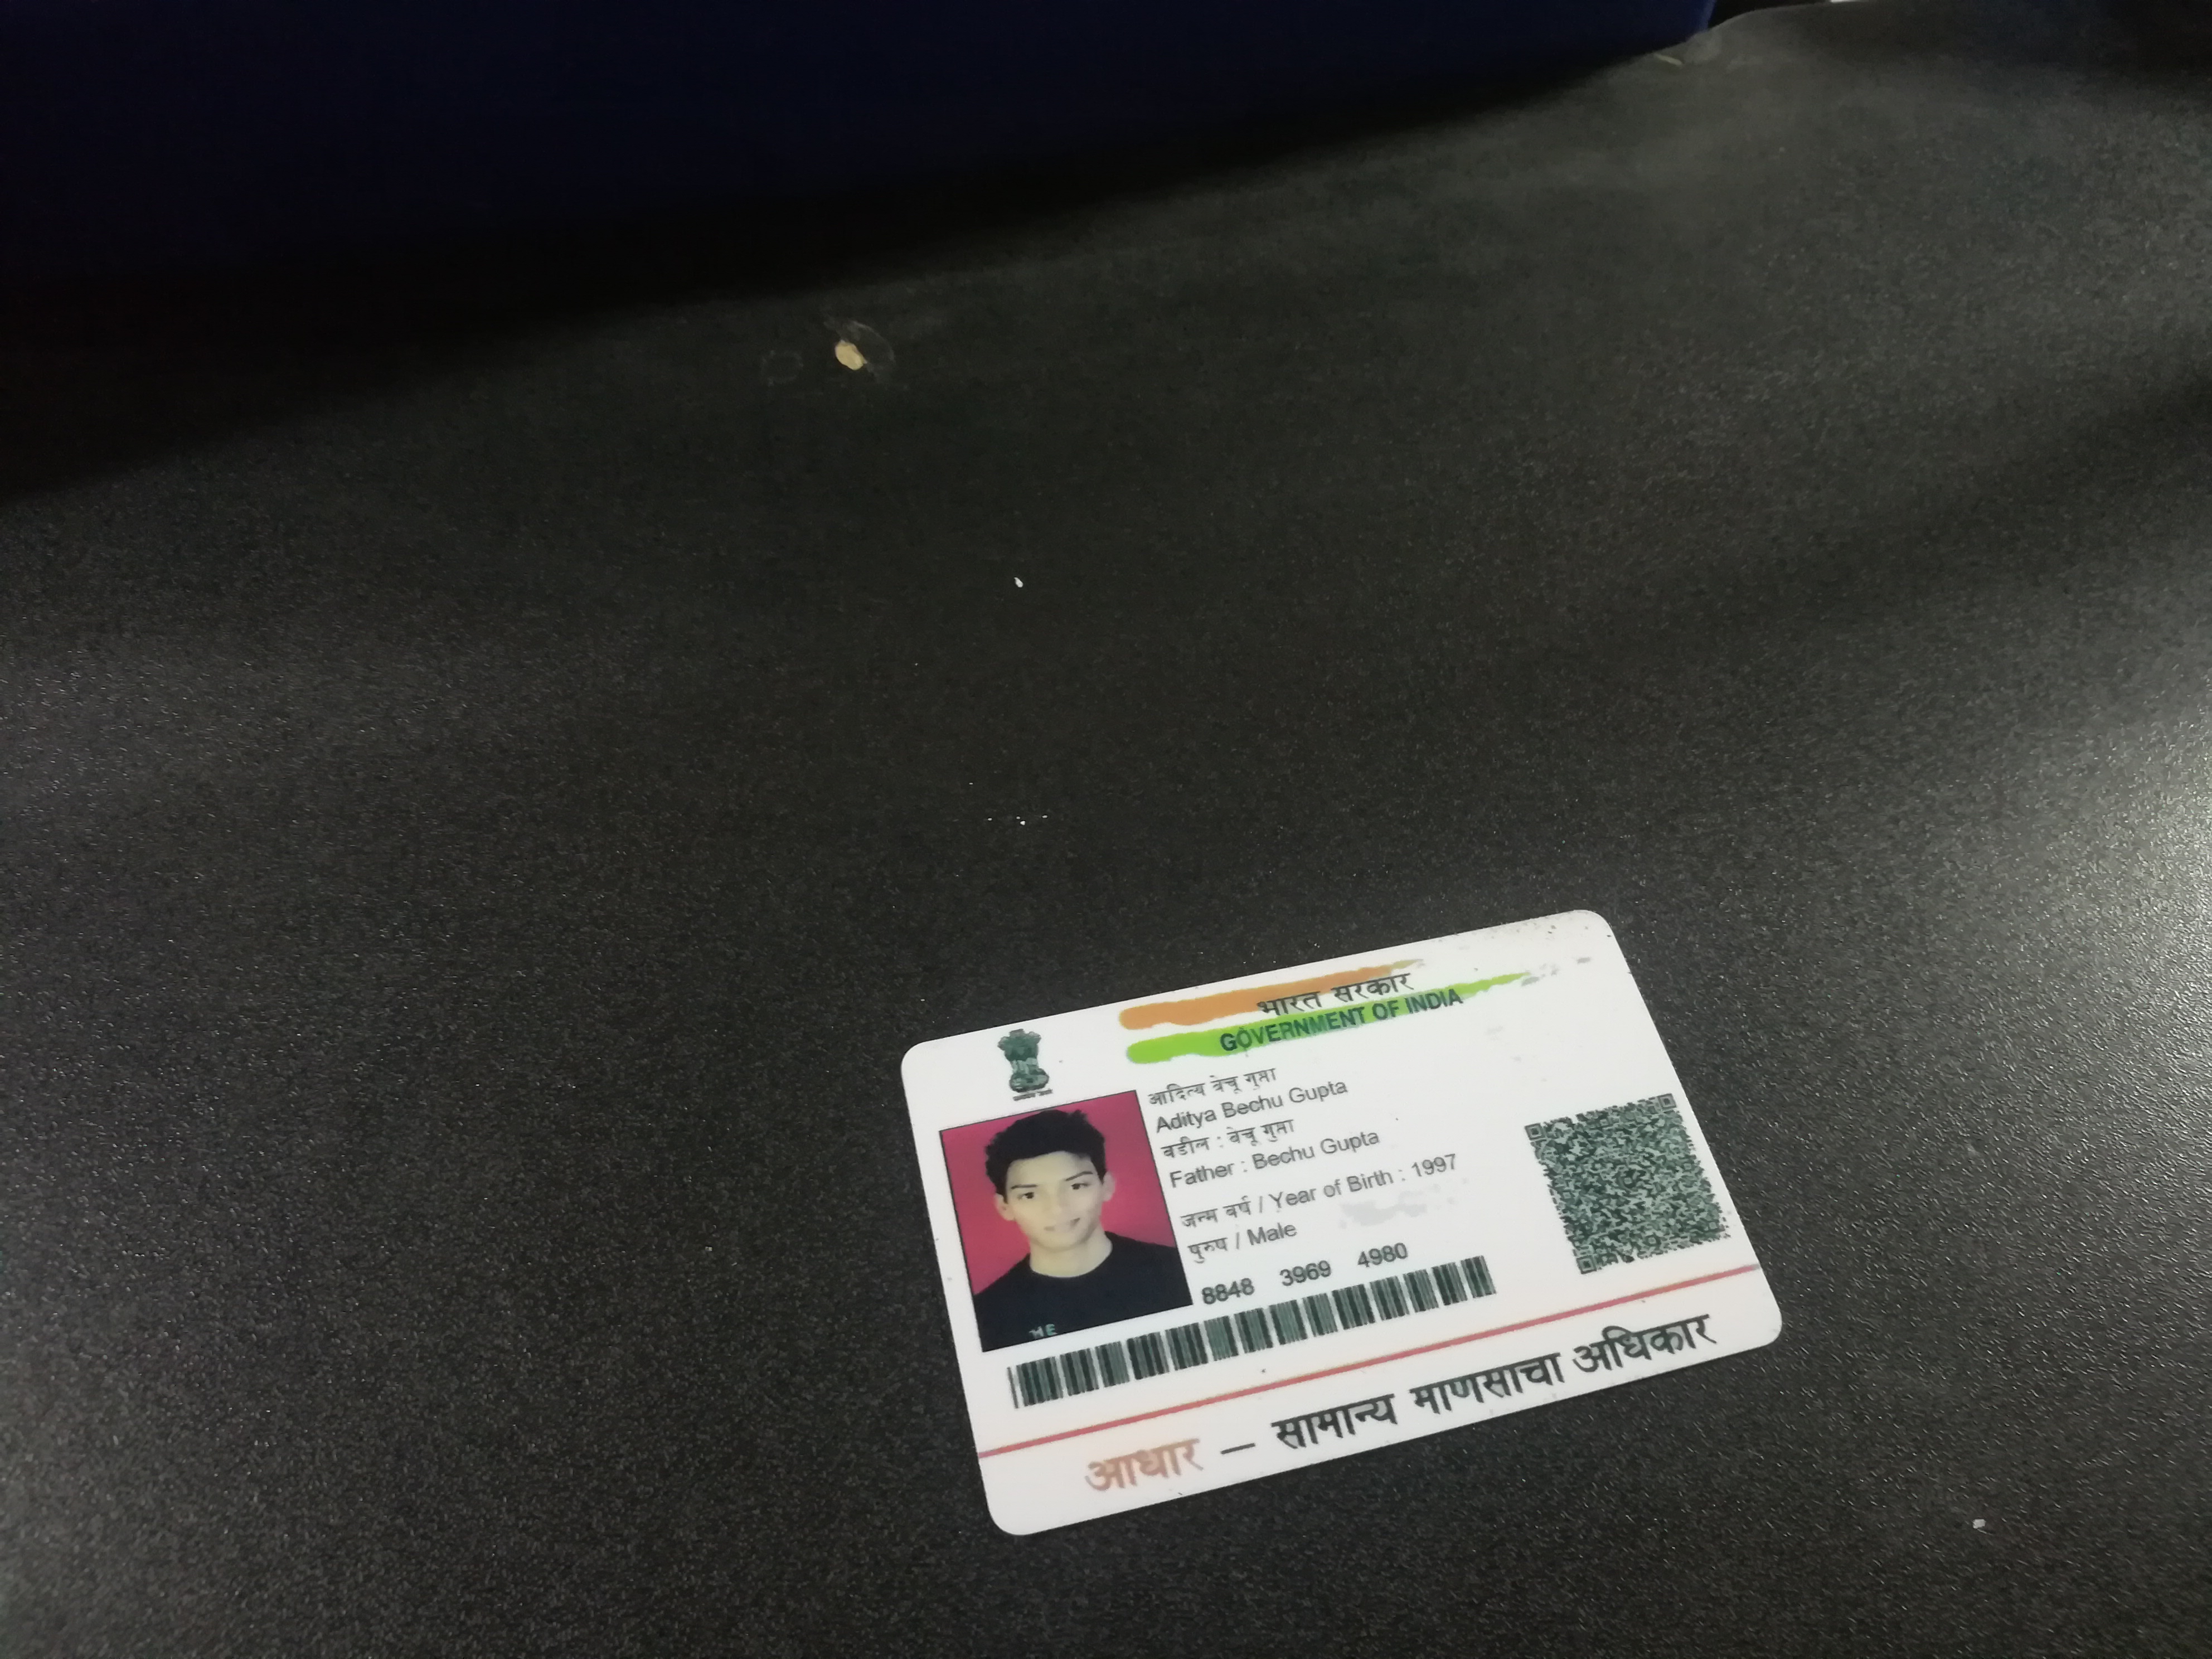 भारत सरकार
GOVERNMENT OF INDIA
आदित्य बेचू गुप्ता
Aditya Bechu Gupta
वडील : बेचू गुप्ता
Father : Bechu Gupta
जन्म वर्ष / Year of Birth : 1997
पुरुष / Male
8848 3969 4980
आधार — सामान्य माणसाचा अधिकार